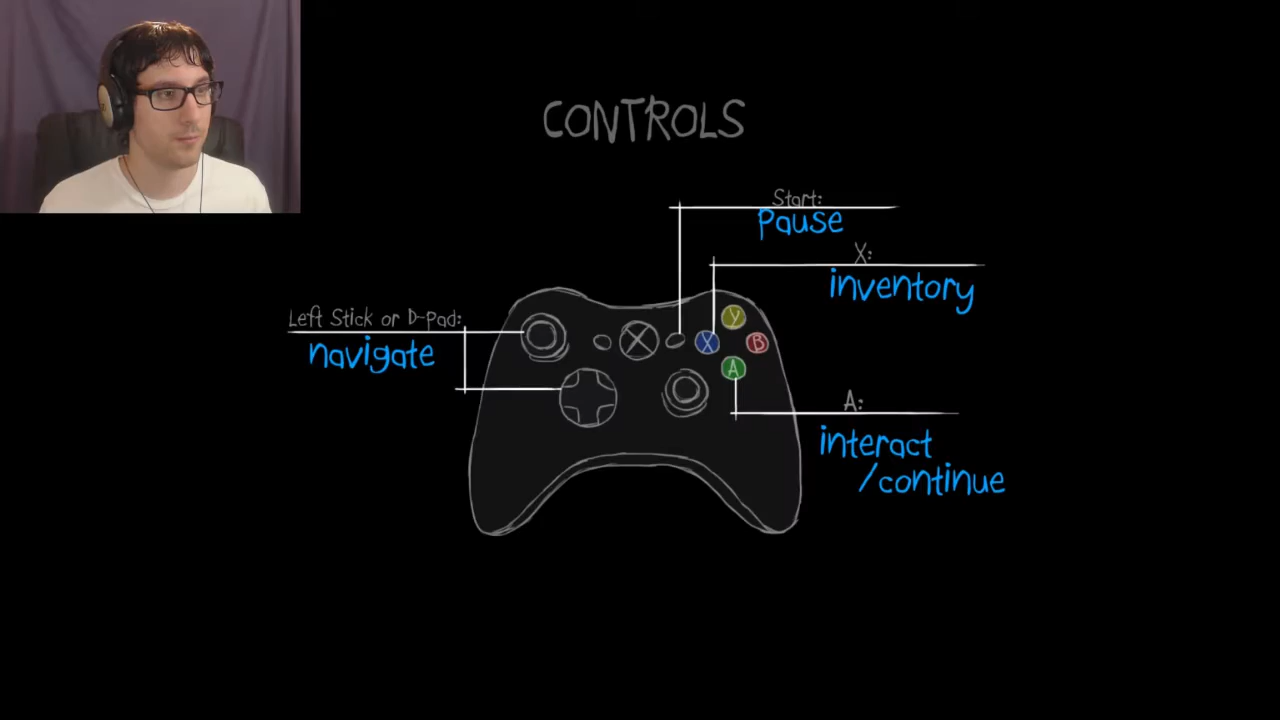 CONTROLS
Start:
Pause
X:
inventory
Left Stick or D-Pad:
navigate
Y
X
B
A
A:
interact
/continue